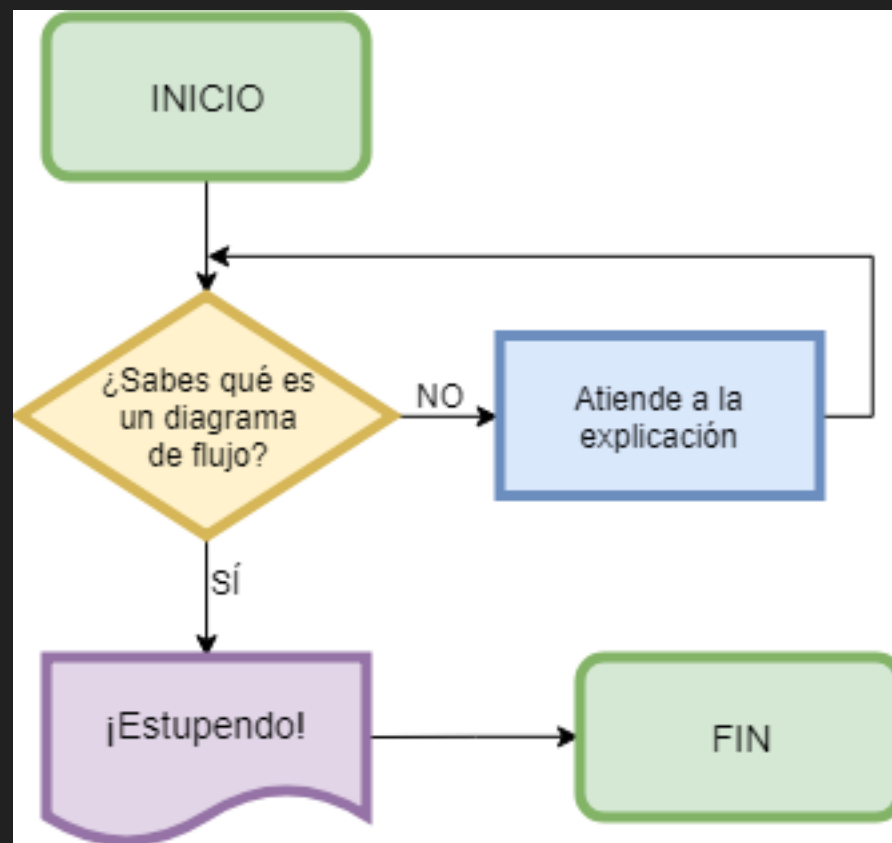 INICIO
¿Sabes qué es
un diagrama
de flujo?
NO
Atiende a la
explicación
SÍ
¡Estupendo!
FIN